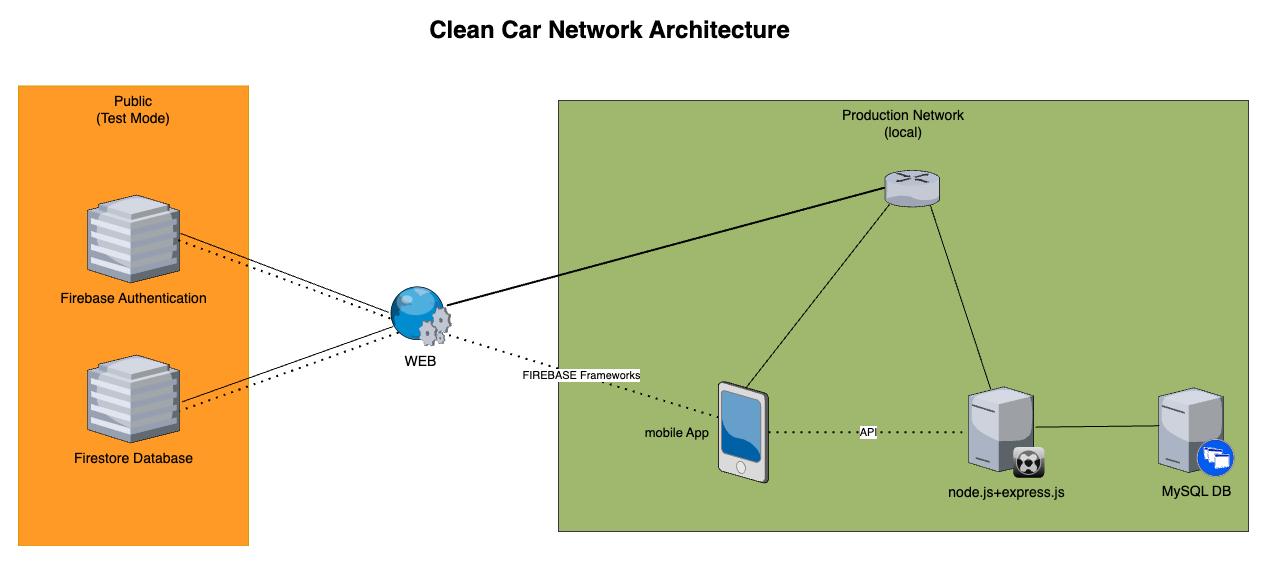 Clean Car Network Architecture
Public
(Test Mode)
Production Network
(local)
Firebase Authentication
WEB
FIREBASE Frameworks
mobile App
API
Firestore Database
node.js+express.js
MySQL DB